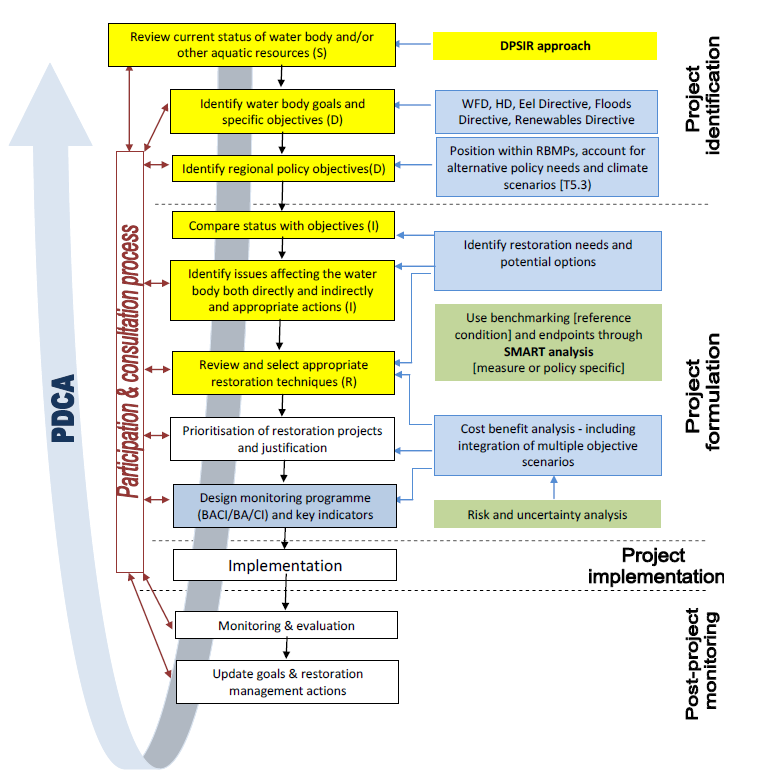 Review current status of water body and/or
other aquatic resources (S)
DPSIR approach
Identify water body goals and
specific objectives (D)
WFD, HD, Eel Directive, Floods
Directive, Renewables Directive
Identify regional policy objectives(D)
Position within RBMPs, account for
alternative policy needs and climate
scenarios [T5.3)
Project
identification
Compare status with objectives (I)
Identify restoration needs and
potential options
Identify issues affecting the water
body both directly and indirectly
and appropriate actions (I)
Use benchmarking [reference
condition] and endpoints through
SMART analysis
[measure or policy specific]
Review and select appropriate
restoration techniques (R)
Prioritisation of restoration projects
and justification
Cost benefit analysis - including
integration of multiple objective
scenarios
Design monitoring programme
(BACI/BA/CI) and key indicators
Risk and uncertainty analysis
Project
formulation
Implementation
Project
implementation
Monitoring & evaluation
Update goals & restoration
management actions
Post-project
monitoring
Participation & consultation process
PDCA